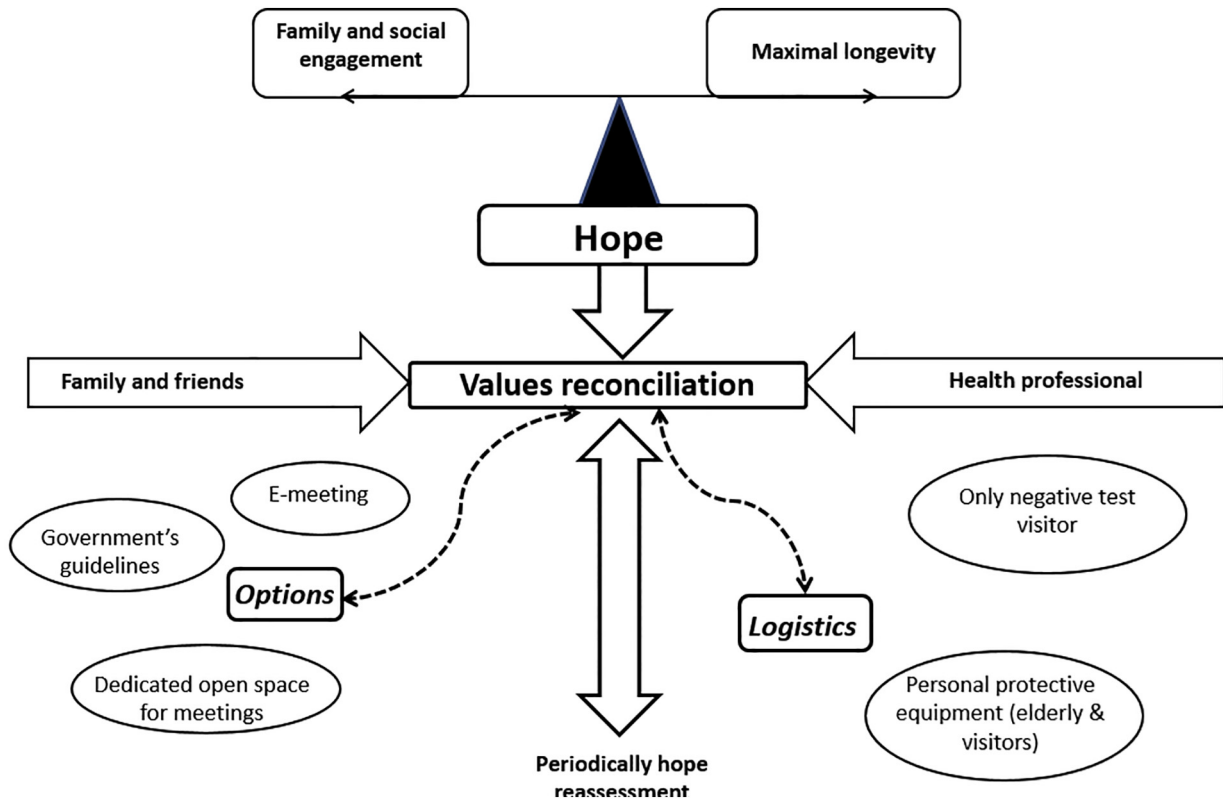 Family and social
engagement
Maximal longevity
Hope
Family and friends
Values reconciliation
Health professional
E-meeting
Government's
guidelines
Options
Dedicated open space
for meetings
Only negative test
visitor
Logistics
Personal protective
equipment (elderly &
visitors)
Periodically hope
reassessment